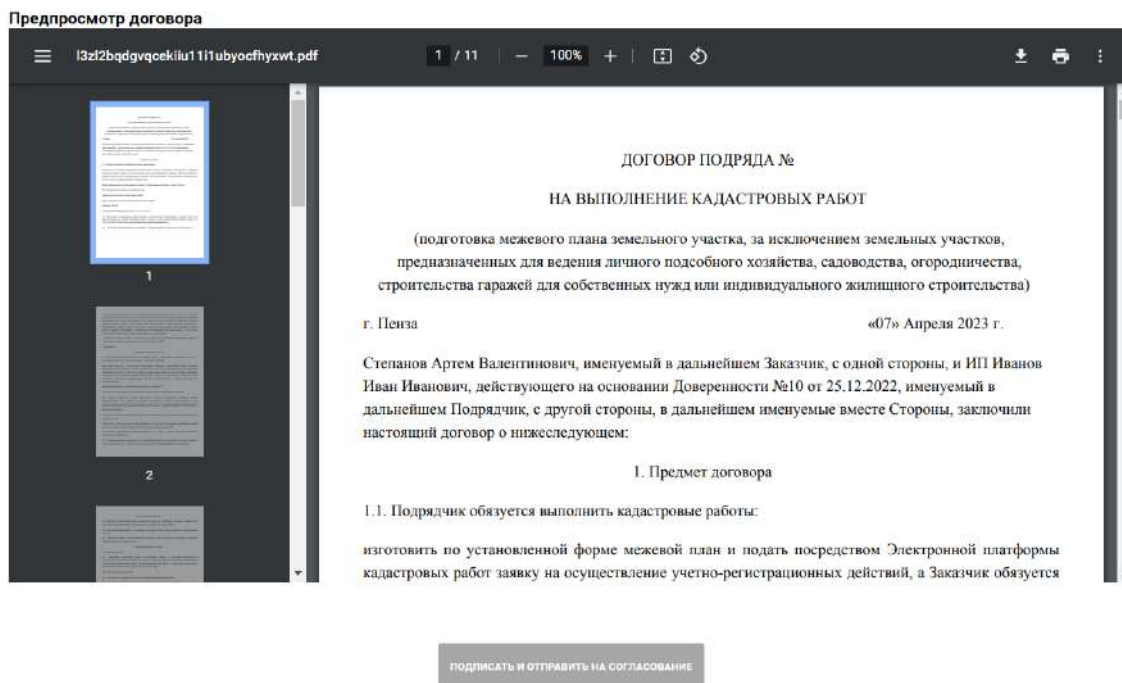 Предпросмотр договора
l3zl2bqdgvqcekiiu11i1ubyocfhyxwt.pdf
1 / 11
100%
1
2
ДОГОВОР ПОДРЯДА №
НА ВЫПОЛНЕНИЕ КАДАСТРОВЫХ РАБОТ
(подготовка межевого плана земельного участка, за исключением земельных участков,
предназначенных для ведения личного подсобного хозяйства, садоводства, огородничества,
строительства гаражей для собственных нужд или индивидуального жилищного строительства)
г. Пенза «07» Апреля 2023 г.
Степанов Артем Валентинович, именуемый в дальнейшем Заказчик, с одной стороны, и ИП Иванов
Иван Иванович, действующего на основании Доверенности №10 от 25.12.2022, именуемый в
дальнейшем Подрядчик, с другой стороны, в дальнейшем именуемые вместе Стороны, заключили
настоящий договор о нижеследующем:
1. Предмет договора
1.1. Подрядчик обязуется выполнить кадастровые работы:
изготовить по установленной форме межевой план и подать посредством Электронной платформы
кадастровых работ заявку на осуществление учетно-регистрационных действий, а Заказчик обязуется
ПОДПИСАТЬ И ОТПРАВИТЬ НА СОГЛАСОВАНИЕ